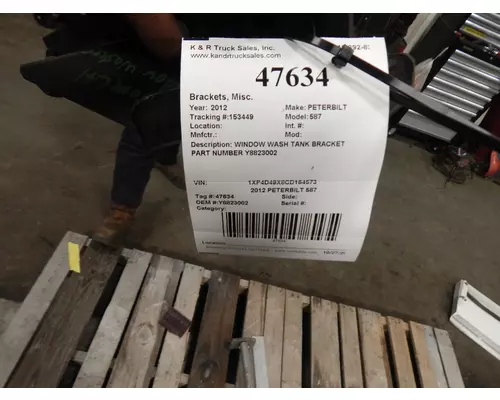 K & R Truck Sales, Inc.
www.kandrtrucksales.com
47634
Brackets, Misc.
Year: 2012 Make: PETERBILT
Tracking #:153449 Model: 587
Location: Int. #:
Mnfctr.: Mod:
Description: WINDOW WASH TANK BRACKET
PART NUMBER Y8823002
VIN: 1XP4D49X8CD164573
2012 PETERBILT 587
Tag #:47634 Side:
OEM #:Y8823002 Serial #:
Category:
47634